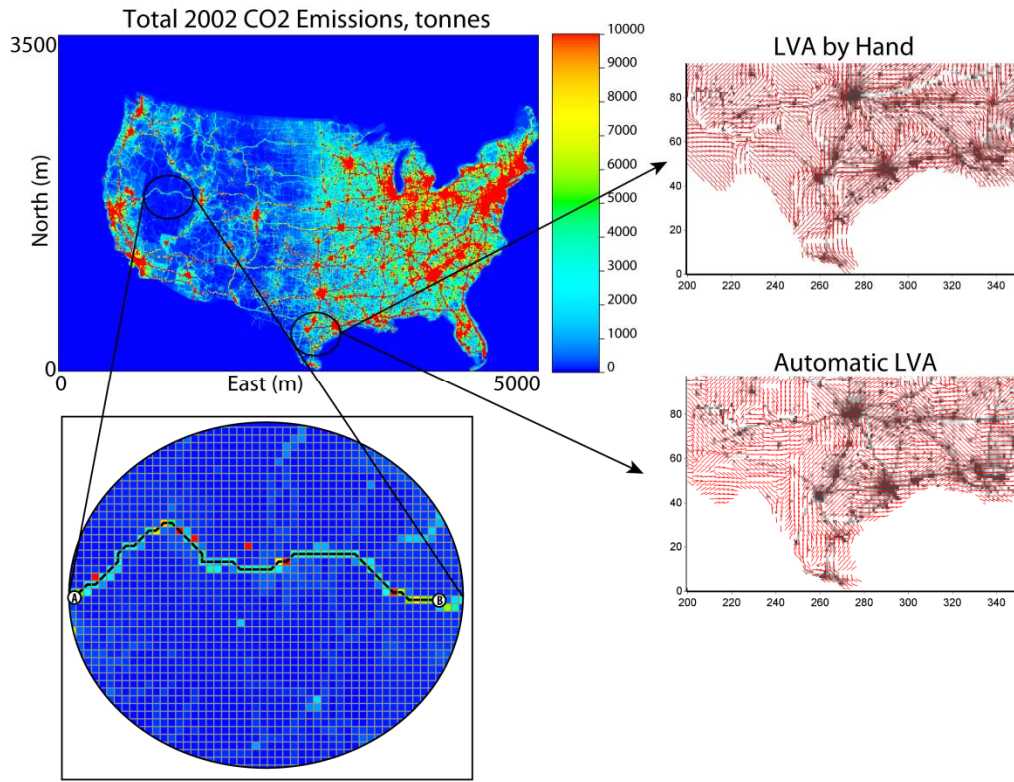 Total 2002 CO2 Emissions, tonnes
3500
North (m)
0
0
East (m)
5000
10000
9000
8000
7000
6000
5000
4000
3000
2000
1000
0
LVA by Hand
80
60
40
20
0
200 220 240 260 280 300 320 340
Automatic LVA
80
60
40
20
0
200 220 240 260 280 300 320 340
A
B